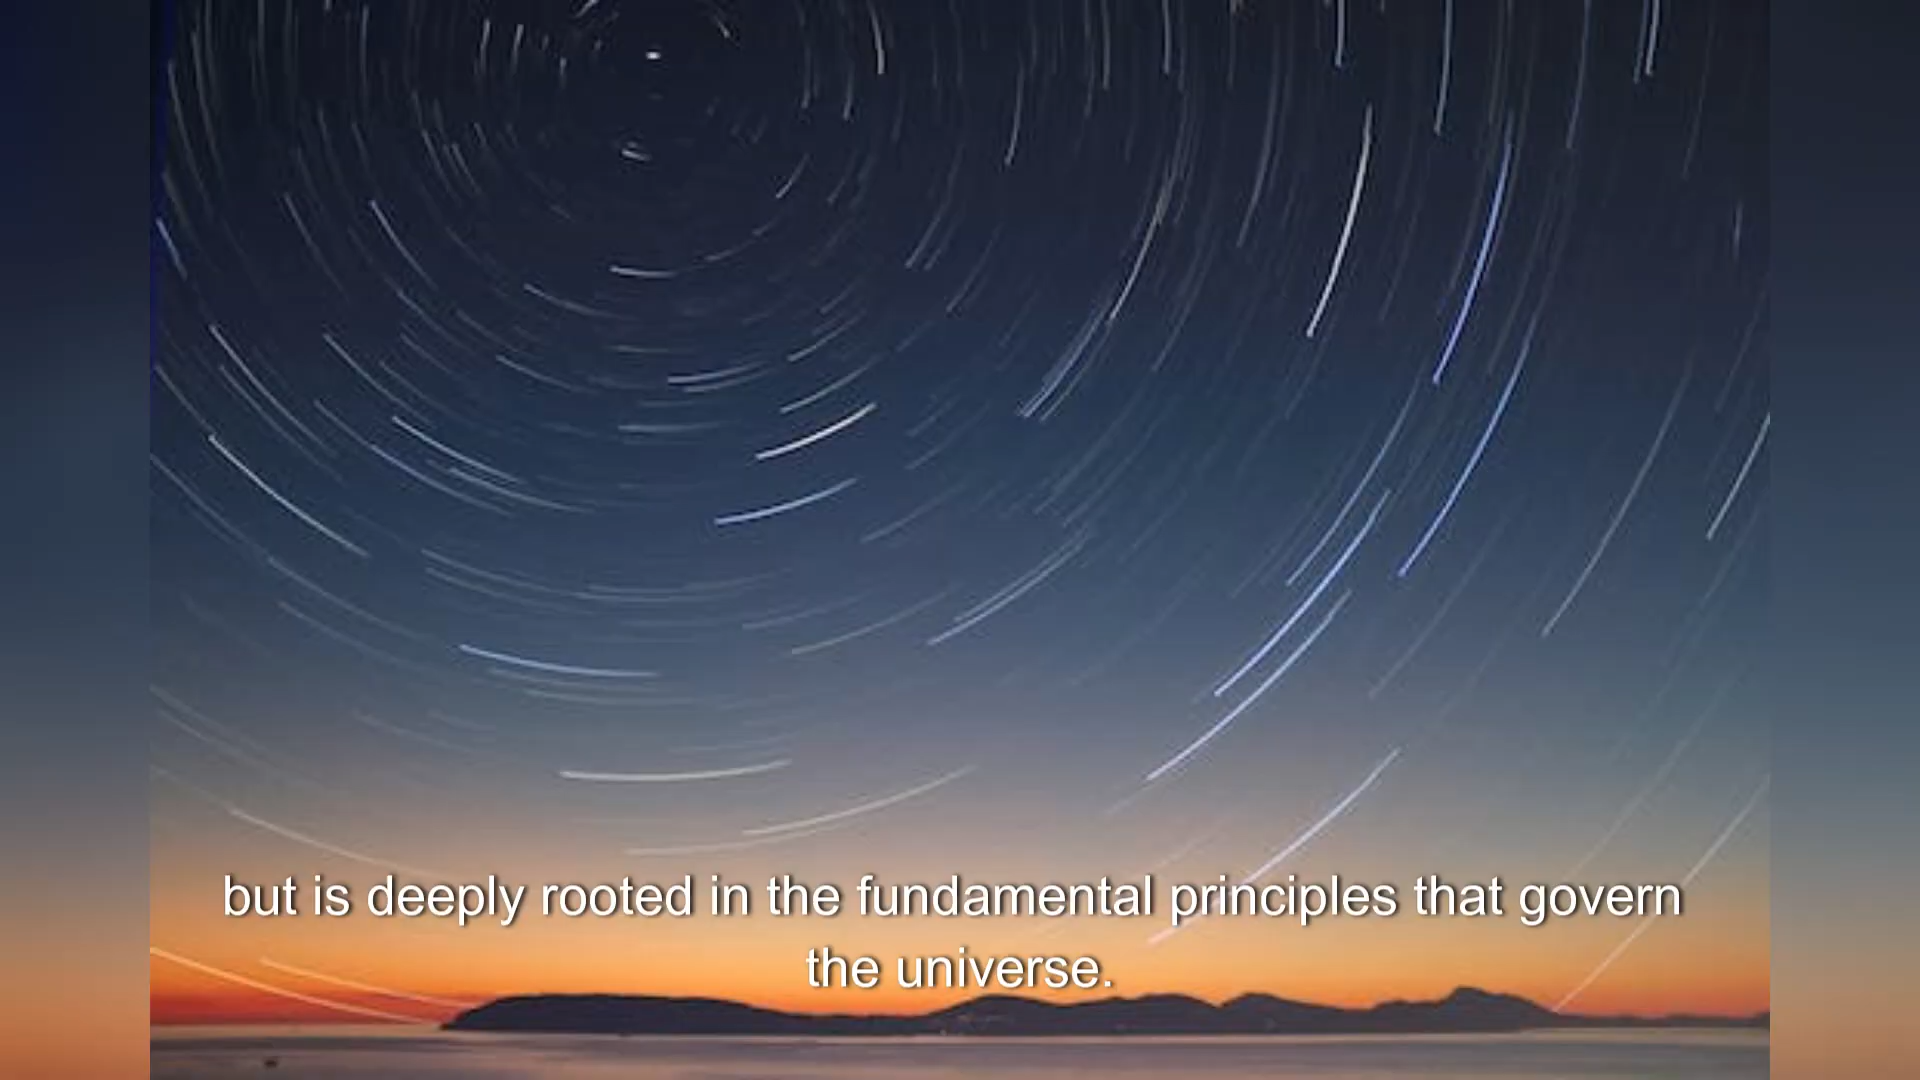 but is deeply rooted in the fundamental principles that govern
the universe.